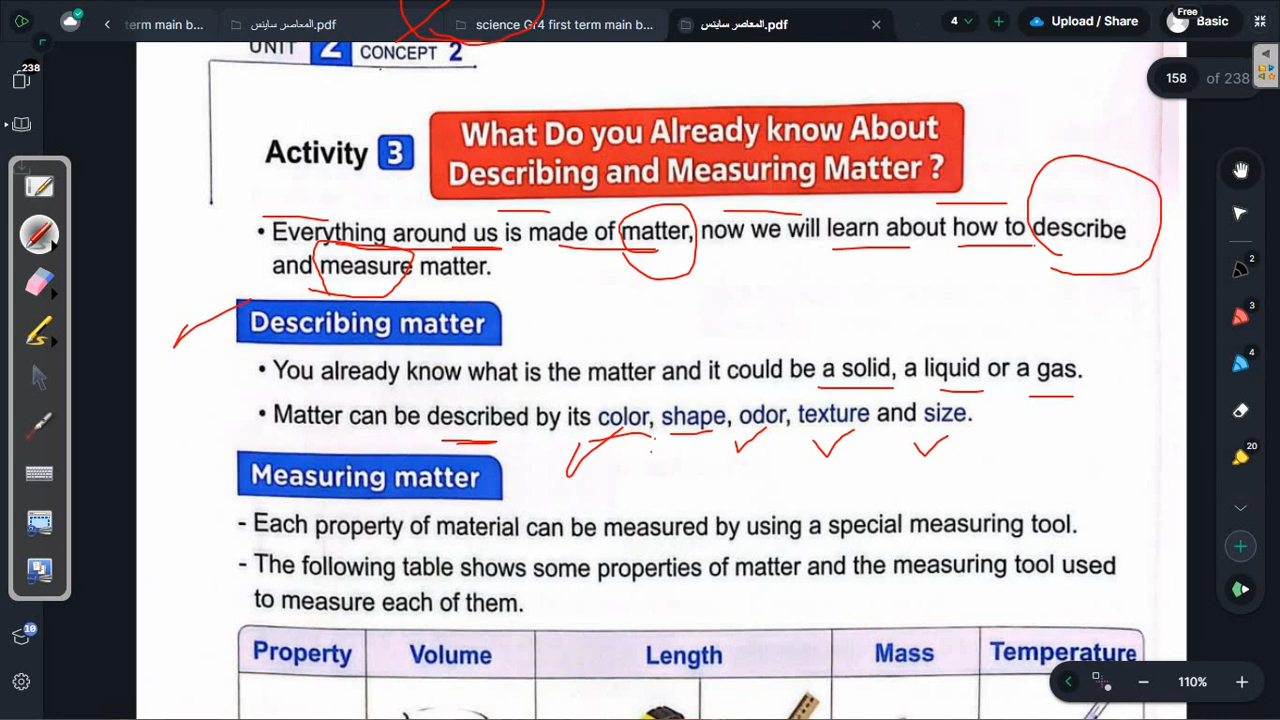 term main b...
المعاصر ساينس.pdf
science Gr4 first term main b...
المعاصر ساينس.pdf
4
Upload / Share
Free
Basic
238
UNIT 2 CONCEPT 2
158 of 238
Activity 3
What Do you Already know About
Describing and Measuring Matter ?
• Everything around us is made of matter, now we will learn about how to describe
and measure matter.
Describing matter
• You already know what is the matter and it could be a solid, a liquid or a gas.
• Matter can be described by its color, shape, odor, texture and size.
Measuring matter
- Each property of material can be measured by using a special measuring tool.
- The following table shows some properties of matter and the measuring tool used
to measure each of them.
Property Volume Length Mass Temperature
2
3
4
20
10
110%